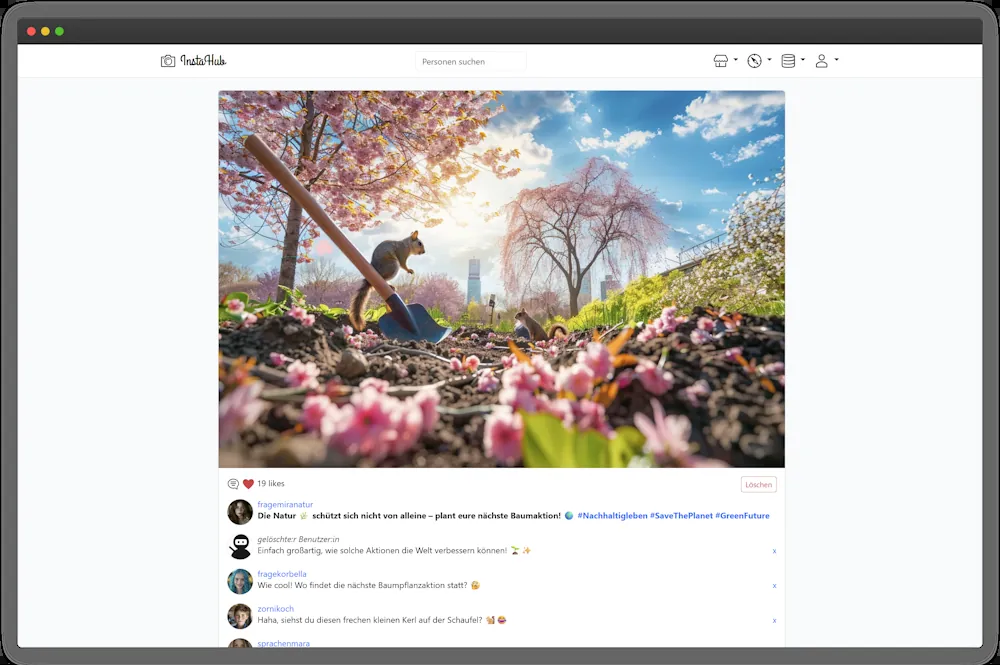 InstaHub
Personen suchen
19 likes
Löschen
fragemiranatur
Die Natur 🌿 schützt sich nicht von alleine – plant eure nächste Baumaktion! 🌍 #Nachhaltigleben #SaveThePlanet #GreenFuture
gelöschte:r Benutzer:in
Einfach großartig, wie solche Aktionen die Welt verbessern können! 🌱 ✨
x
fragekorbella
Wie cool! Wo findet die nächste Baumpflanzaktion statt? 🤔
x
zornikoch
Haha, siehst du diesen frechen kleinen Kerl auf der Schaufel? 🐿️ 😂
x
sprachenmara